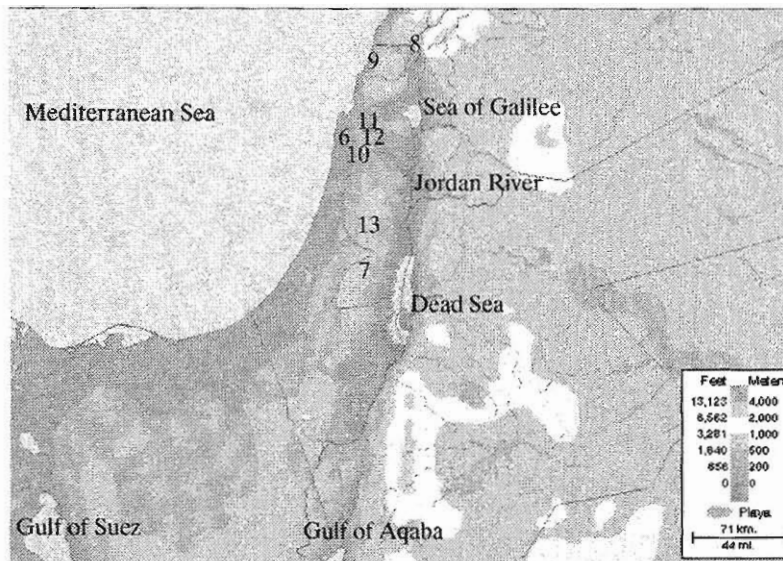 8
9
Mediterranean Sea
Sea of Galilee
11
6 12
10
Jordan River
13
7
Dead Sea
Feet Meters
13,123 4,000
6,562 2,000
3,281 1,000
1,640 500
656 200
0 0
Playa
71 km.
44 mi.
Gulf of Suez
Gulf of Aqaba